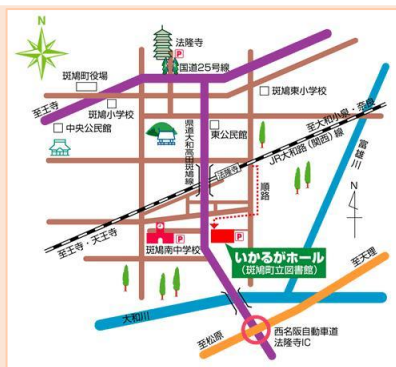 N
法隆寺
P
国道25号線
斑鳩町役場
斑鳩東小学校
至王寺
斑鳩小学校
中央公民館
東公民館
至大和小泉・奈良
県道大和高田斑鳩線
JR大和路(関西)線
富雄川
法隆寺
順路
N
至王寺・天王寺
P
斑鳩南中学校
P
いかるがホール
(斑鳩町立図書館)
至天理
大和川
至松原
西名阪自動車道
法隆寺IC